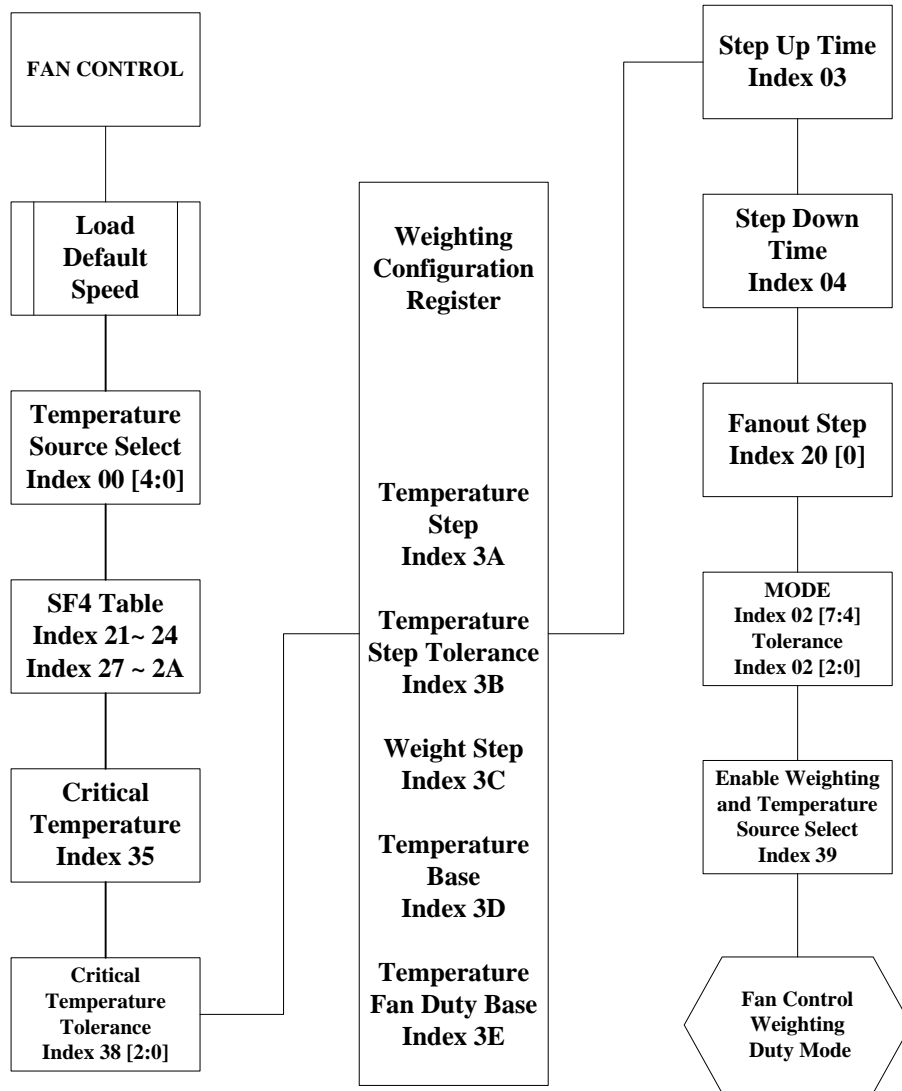 FAN CONTROL
Load
Default
Speed
Temperature
Source Select
Index 00 [4:0]
SF4 Table
Index 21~ 24
Index 27 ~ 2A
Critical
Temperature
Index 35
Critical
Temperature
Tolerance
Index 38 [2:0]
Weighting
Configuration
Register
Temperature
Step
Index 3A
Temperature
Step Tolerance
Index 3B
Weight Step
Index 3C
Temperature
Base
Index 3D
Temperature
Fan Duty Base
Index 3E
Step Up Time
Index 03
Step Down
Time
Index 04
Fanout Step
Index 20 [0]
MODE
Index 02 [7:4]
Tolerance
Index 02 [2:0]
Enable Weighting
and Temperature
Source Select
Index 39
Fan Control
Weighting
Duty Mode